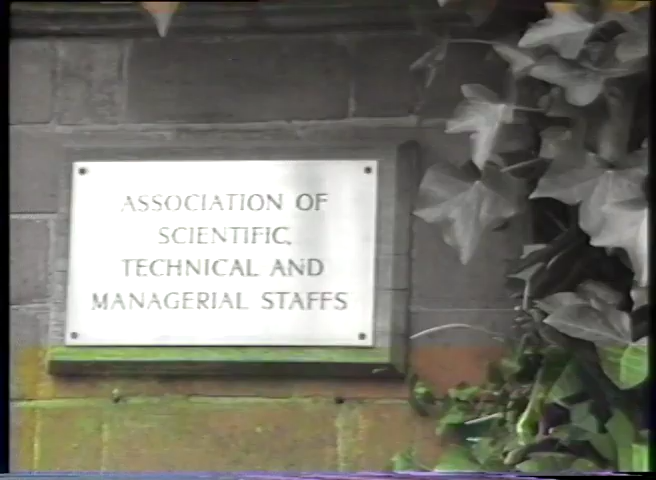 ASSOCIATION OF
SCIENTIFIC,
TECHNICAL AND
MANAGERIAL STAFFS